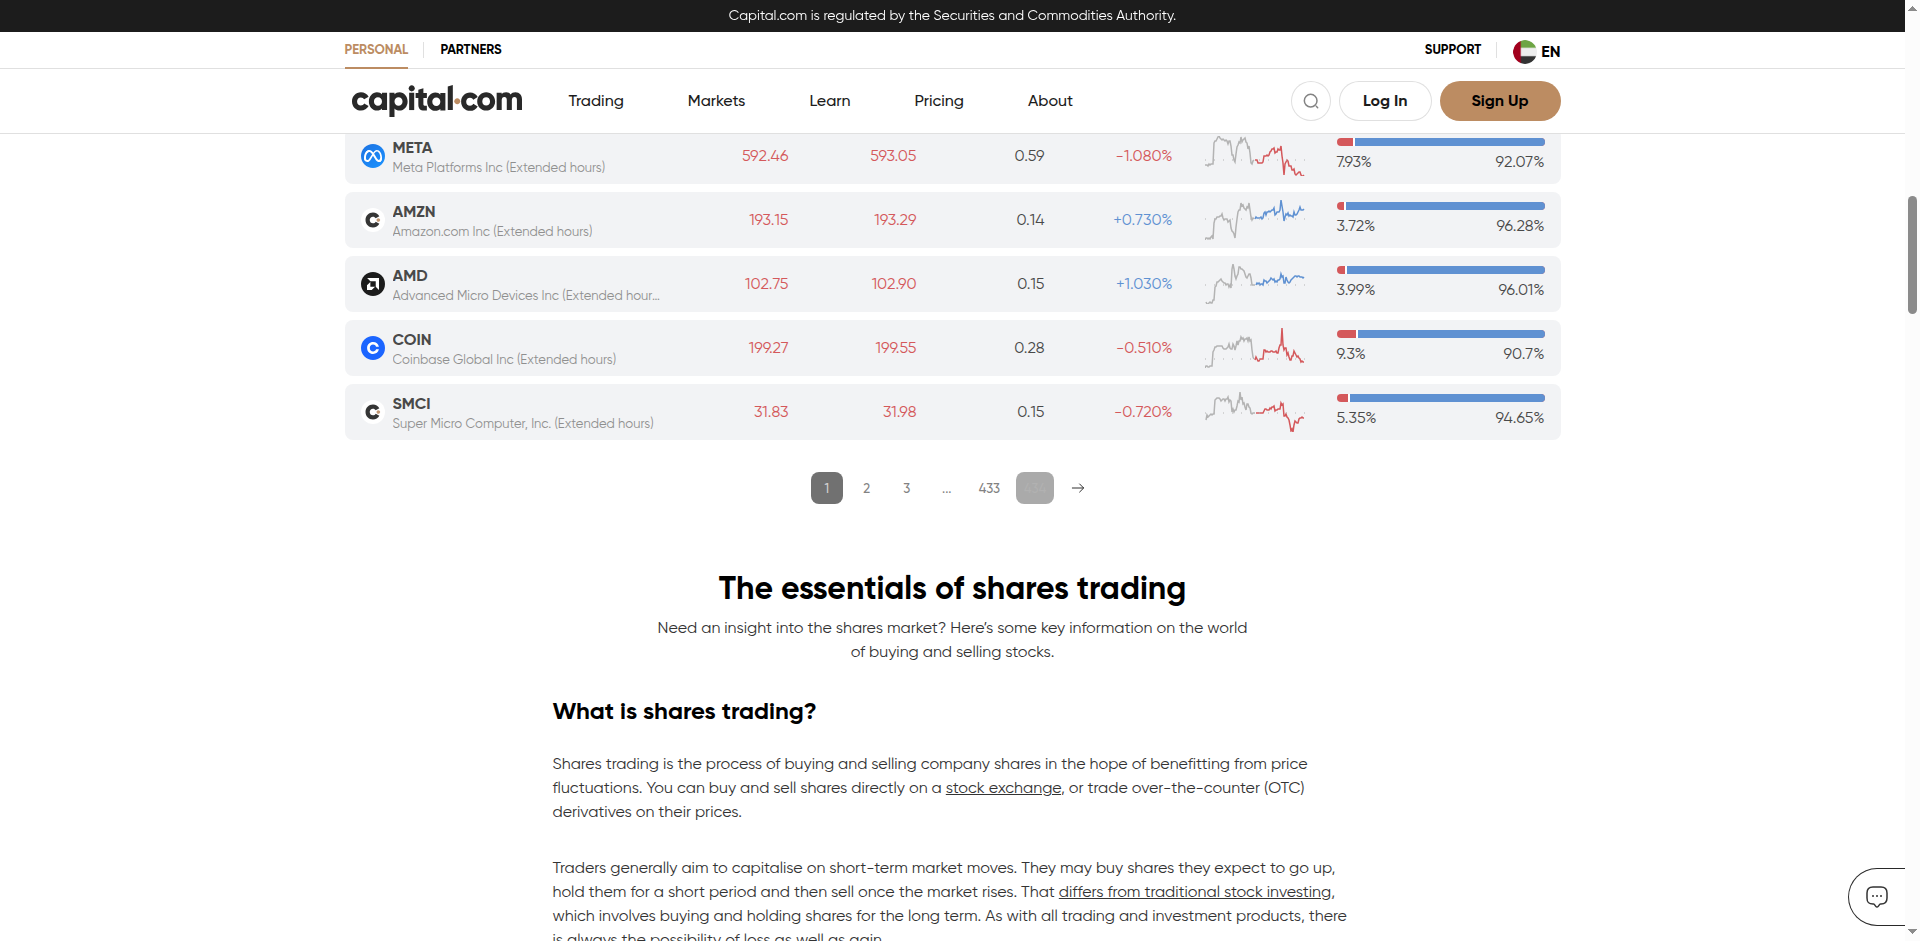 Capital.com is regulated by the Securities and Commodities Authority.
PERSONAL PARTNERS SUPPORT EN
capital.com Trading Markets Learn Pricing About Log In Sign Up
META 592.46 593.05 0.59 -1.080% 7.93% 92.07%
Meta Platforms Inc (Extended hours)
AMZN 193.15 193.29 0.14 +0.730% 3.72% 96.28%
Amazon.com Inc (Extended hours)
AMD 102.75 102.90 0.15 +1.030% 3.99% 96.01%
Advanced Micro Devices Inc (Extended hour...
COIN 199.27 199.55 0.28 -0.510% 9.3% 90.7%
Coinbase Global Inc (Extended hours)
SMCI 31.83 31.98 0.15 -0.720% 5.35% 94.65%
Super Micro Computer, Inc. (Extended hours)
1 2 3 ... 433
The essentials of shares trading
Need an insight into the shares market? Here’s some key information on the world
of buying and selling stocks.
What is shares trading?
Shares trading is the process of buying and selling company shares in the hope of benefitting from price
fluctuations. You can buy and sell shares directly on a stock exchange, or trade over-the-counter (OTC)
derivatives on their prices.
Traders generally aim to capitalise on short-term market moves. They may buy shares they expect to go up,
hold them for a short period and then sell once the market rises. That differs from traditional stock investing,
which involves buying and holding shares for the long term. As with all trading and investment products, there
is always the possibility of loss as well as gain.